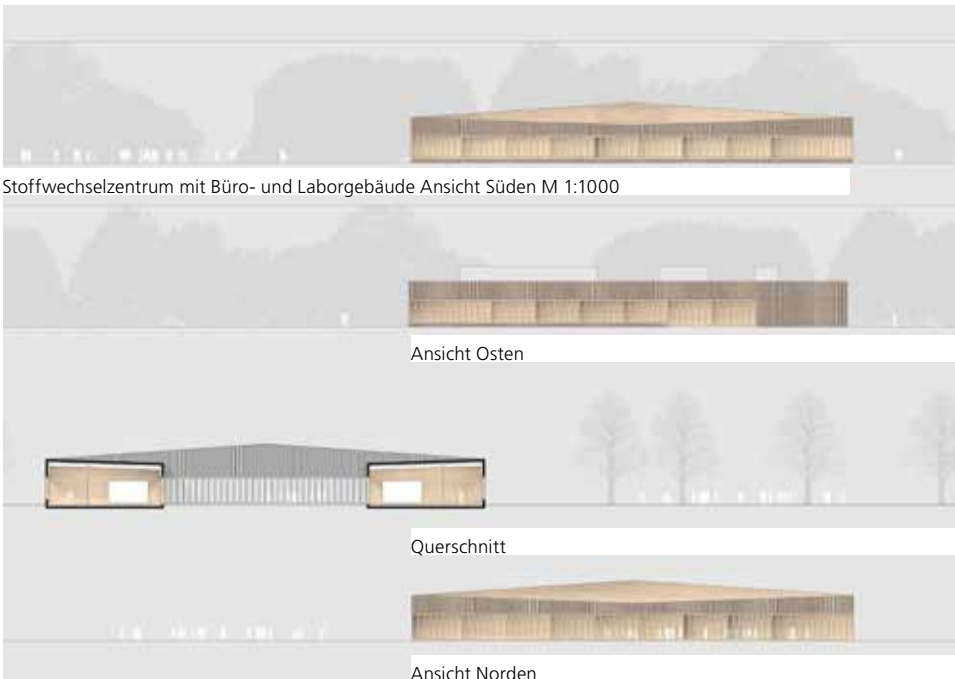 Stoffwechselzentrum mit Büro- und Laborgebäude Ansicht Süden M 1:1000
Ansicht Osten
Querschnitt
Ansicht Norden